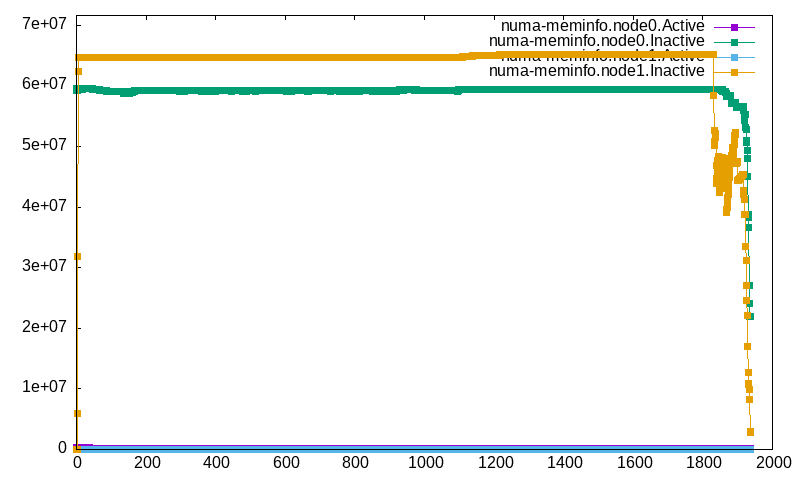 7e+07
6e+07
5e+07
4e+07
3e+07
2e+07
1e+07
0
0 200 400 600 800 1000 1200 1400 1600 1800 2000
numa-meminfo.node0.Active
numa-meminfo.node0.Inactive
numa-meminfo.node1.Active
numa-meminfo.node1.Inactive